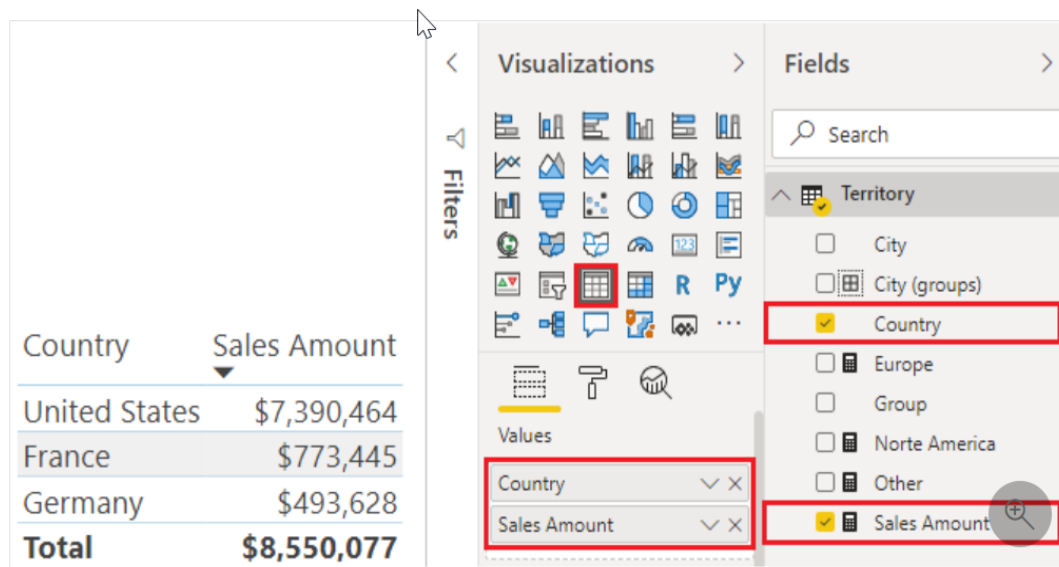 Visualizations
Fields
Search
Filters
Territory
City
123
City (groups)
R Py
Country
Country Sales Amount
Europe
United States $7,390,464
Group
France $773,445
Values
Norte America
Germany $493,628
Country
Other
Total $8,550,077
Sales Amount
Sales Amount